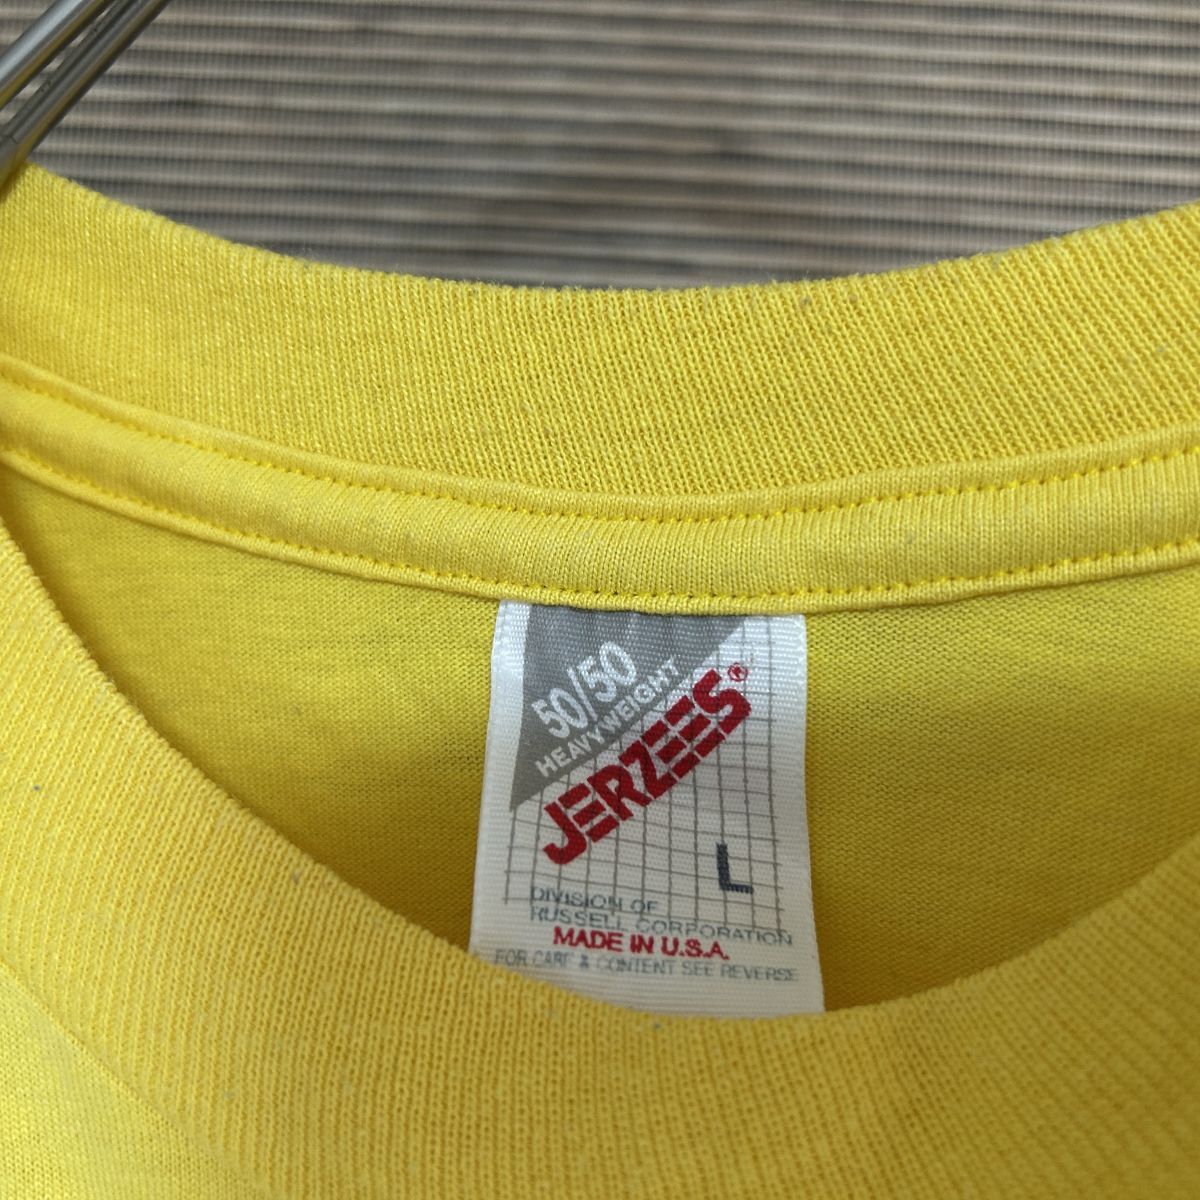 50/50
HEAVYWEIGHT
JERZEES®
L
DIVISION OF
RUSSELL CORPORATION
MADE IN U.S.A.
FOR CARE & CONTENT SEE REVERSE